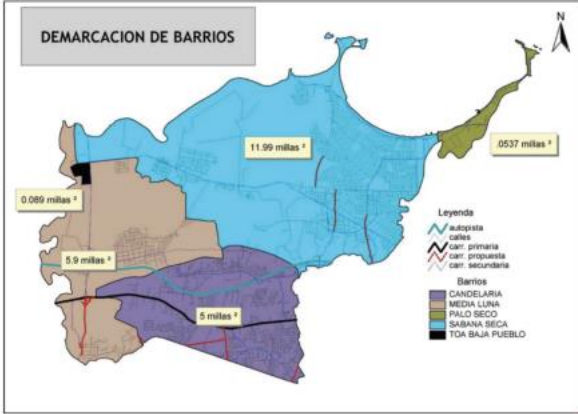 DEMARCACION DE BARRIOS
N
11.99 millas ²
.0537 millas ²
0.089 millas ²
5.9 millas ²
5 millas ²
Leyenda
autopista
calles
carr. primaria
carr. propuesta
carr. secundaria
Barrios
CANDELARIA
MEDIA LUNA
PALO SECO
SABANA SECA
TOA BAJA PUEBLO